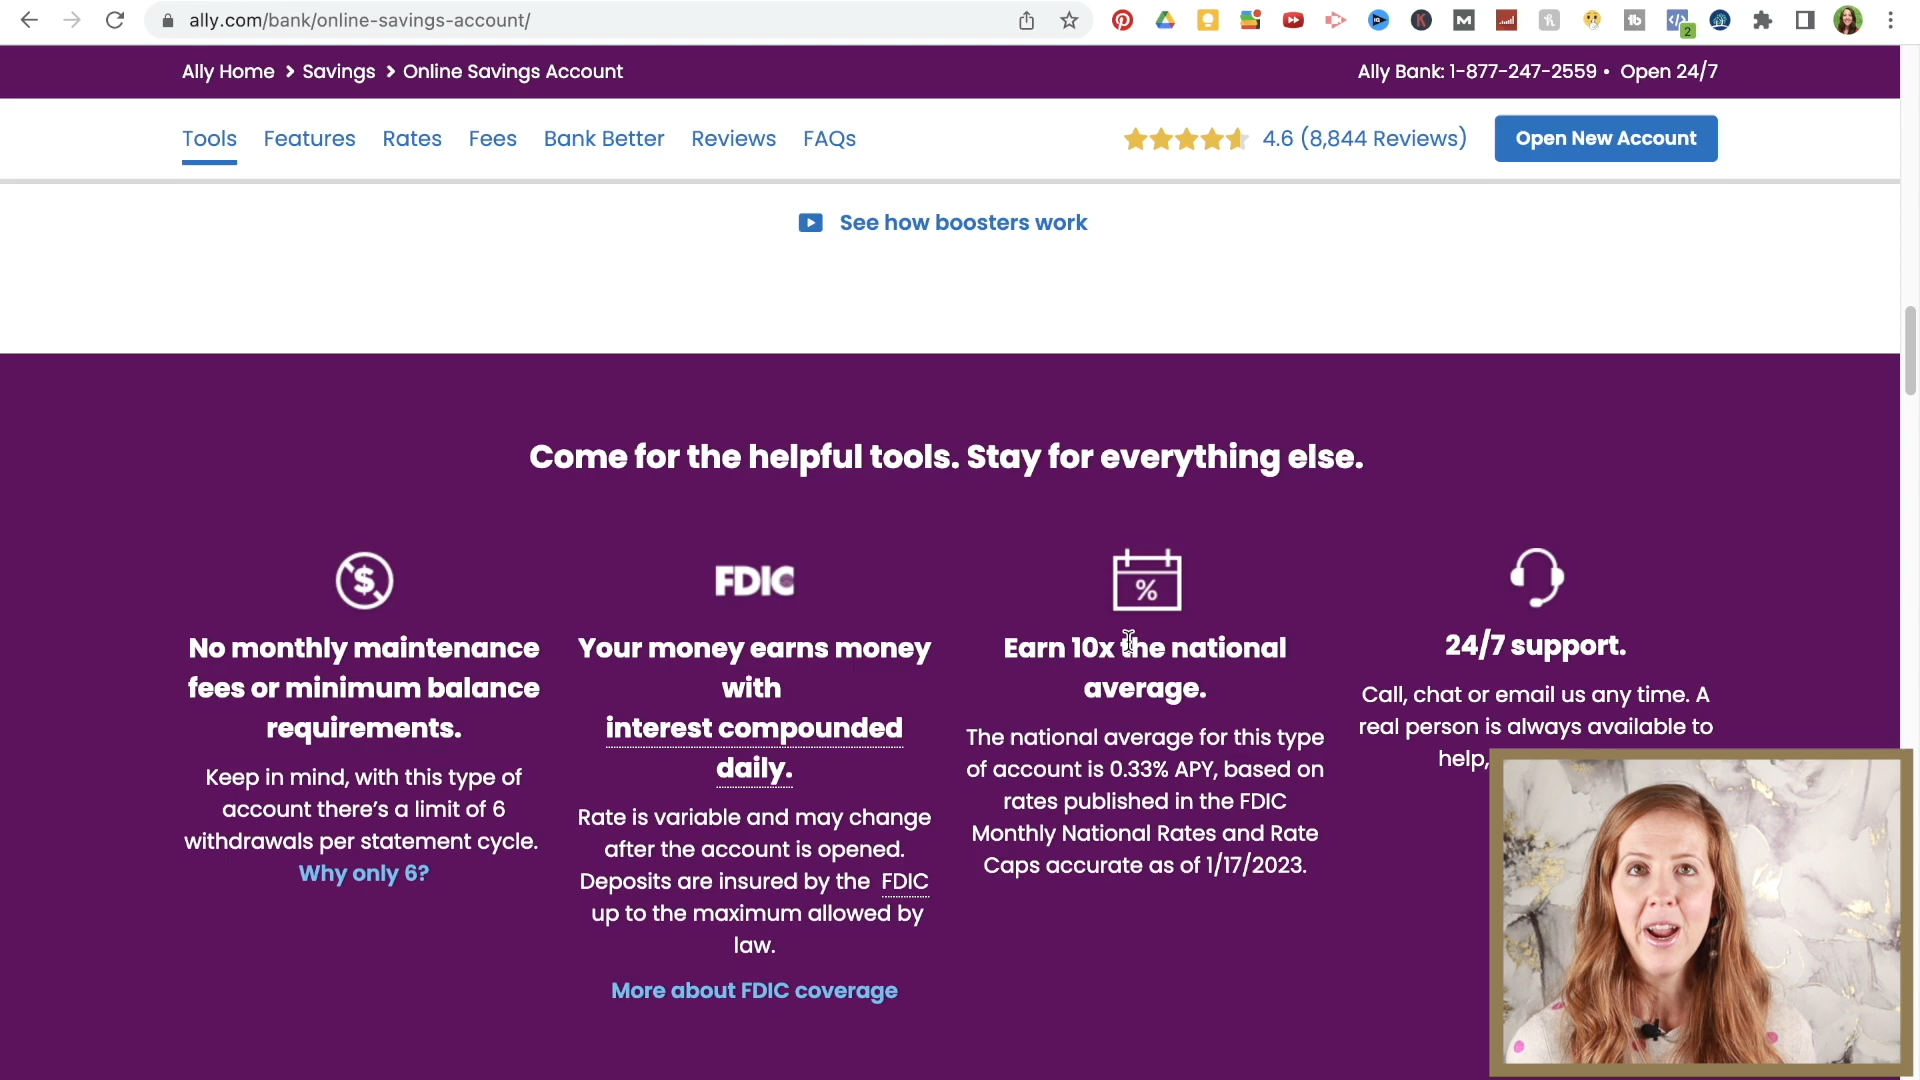 ally.com/bank/online-savings-account/
2
Ally Home > Savings > Online Savings Account
Ally Bank: 1-877-247-2559 • Open 24/7
Tools Features Rates Fees Bank Better Reviews FAQs
4.6 (8,844 Reviews)
Open New Account
See how boosters work
Come for the helpful tools. Stay for everything else.
$
No monthly maintenance
fees or minimum balance
requirements.
Keep in mind, with this type of
account there's a limit of 6
withdrawals per statement cycle.
Why only 6?
FDIC
Your money earns money
with
interest compounded
daily.
Rate is variable and may change
after the account is opened.
Deposits are insured by the FDIC
up to the maximum allowed by
law.
More about FDIC coverage
%
Earn 10x the national
average.
The national average for this type
of account is 0.33% APY, based on
rates published in the FDIC
Monthly National Rates and Rate
Caps accurate as of 1/17/2023.
24/7 support.
Call, chat or email us any time. A
real person is always available to
help,